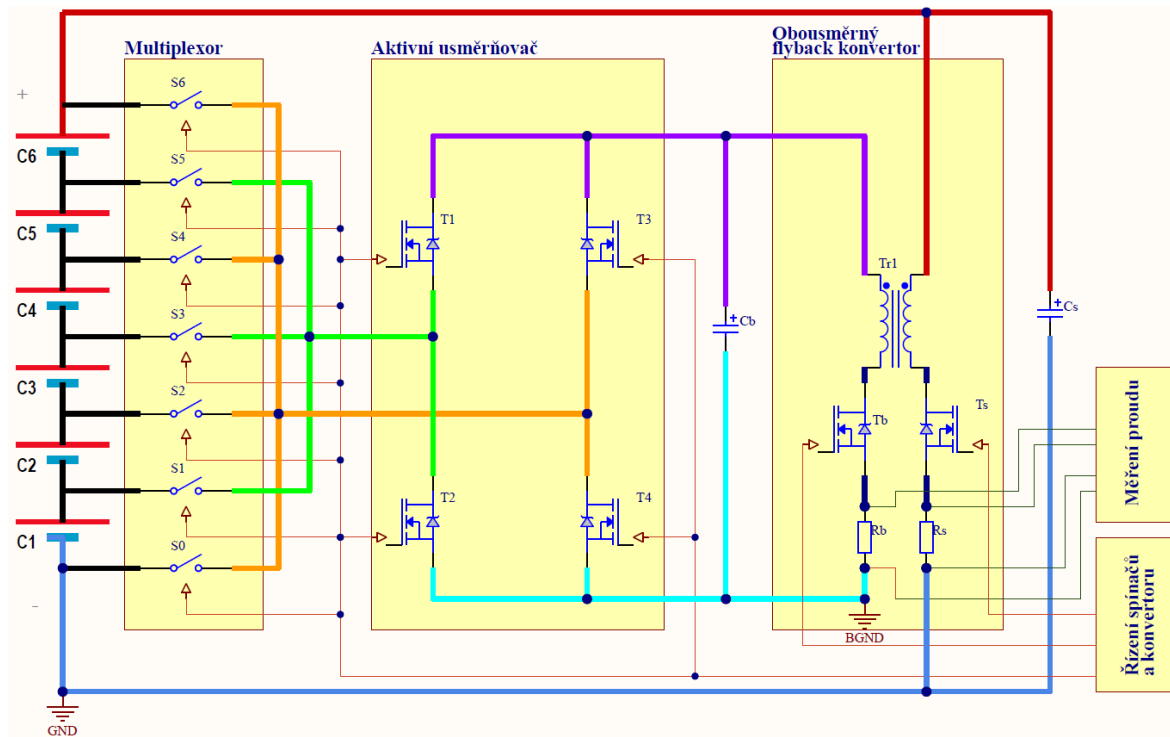 Multiplexor
Aktivní usměrňovač
Obousměrný
flyback konvertor
+
S6
C6
S5
C5
S4
C4
S3
C3
S2
C2
S1
C1
S0
-
GND
T1
T3
T2
T4
+
Cb
Tr1
Tb
Ts
Rb
Rs
BGND
+
Cs
Měření proudu
Řízení spínačů
a konvertoru